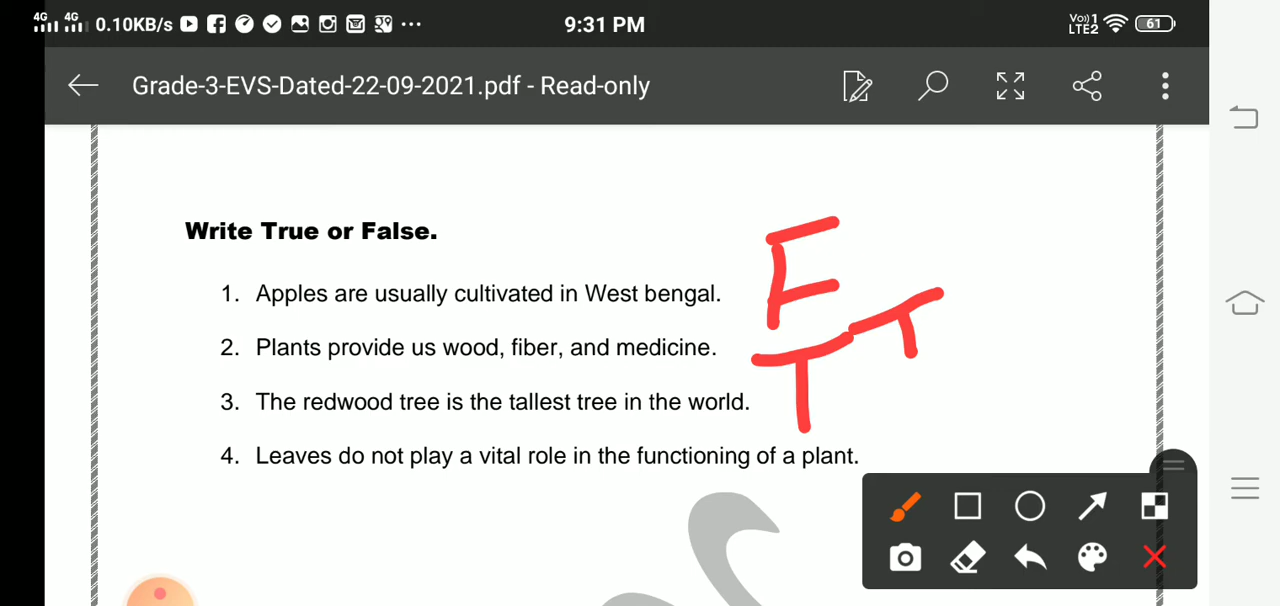 4G 4G 0.10KB/s ... 9:31 PM Vo)) 1 LTE2 61
Grade-3-EVS-Dated-22-09-2021.pdf - Read-only
Write True or False.
1. Apples are usually cultivated in West bengal. F
2. Plants provide us wood, fiber, and medicine. T
3. The redwood tree is the tallest tree in the world. T
4. Leaves do not play a vital role in the functioning of a plant.